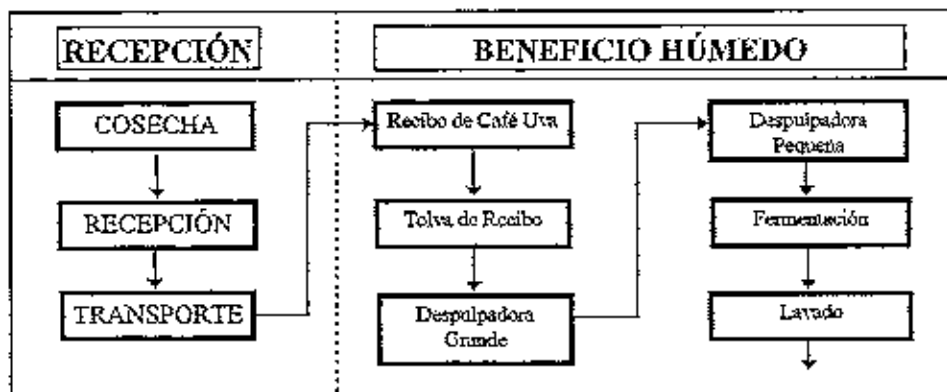 RECEPCIÓN
BENEFICIO HÚMEDO
COSECHA
RECEPCIÓN
TRANSPORTE
Recibo de Café Uva
Tolva de Recibo
Despulpadora
Grande
Despulpadora
Pequeña
Fermentación
Lavado